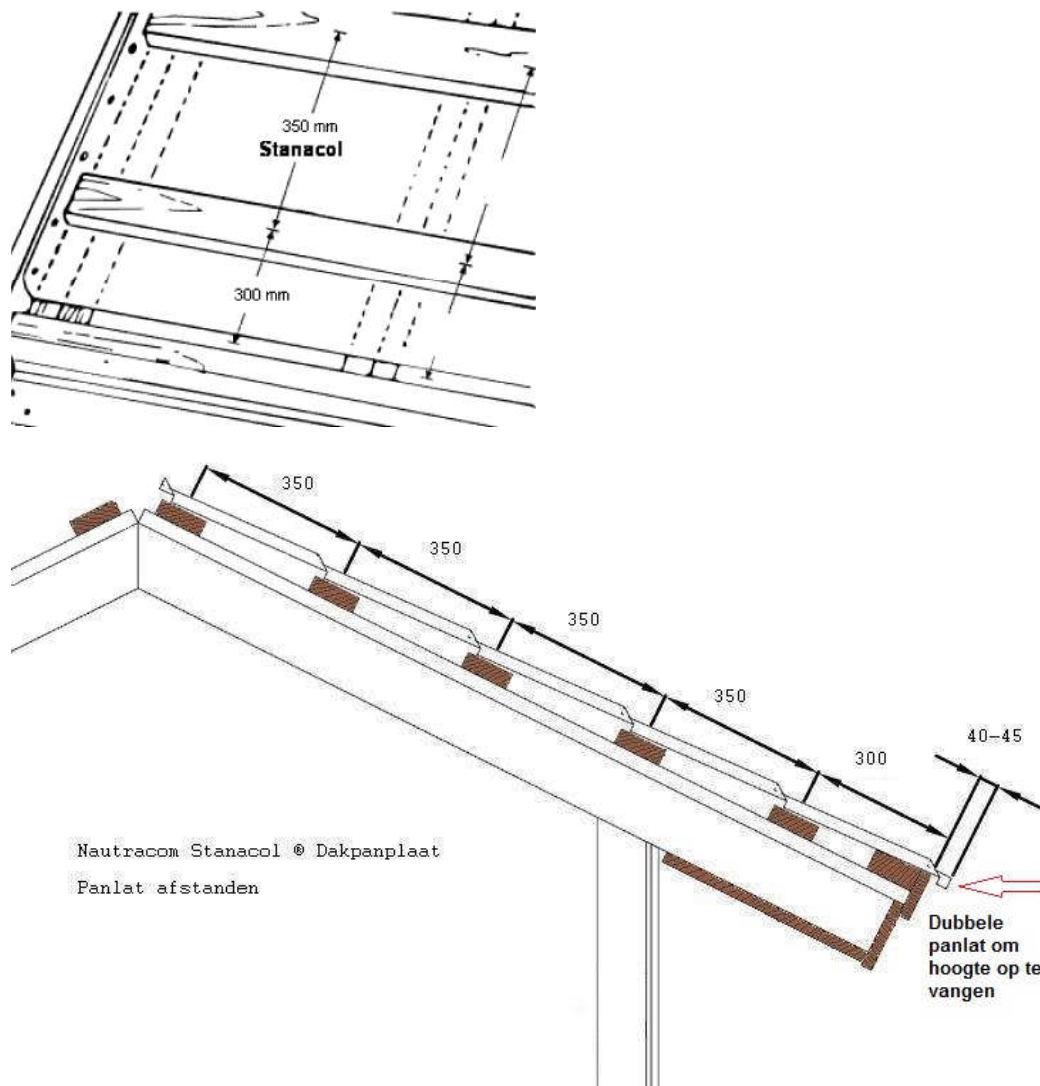 350 mm
Stanacol
300 mm
350
350
350
350
300
40-45
Nautracom Stanacol ® Dakpanplaat
Panlat afstanden
Dubbele
panlat om
hoogte op te
vangen